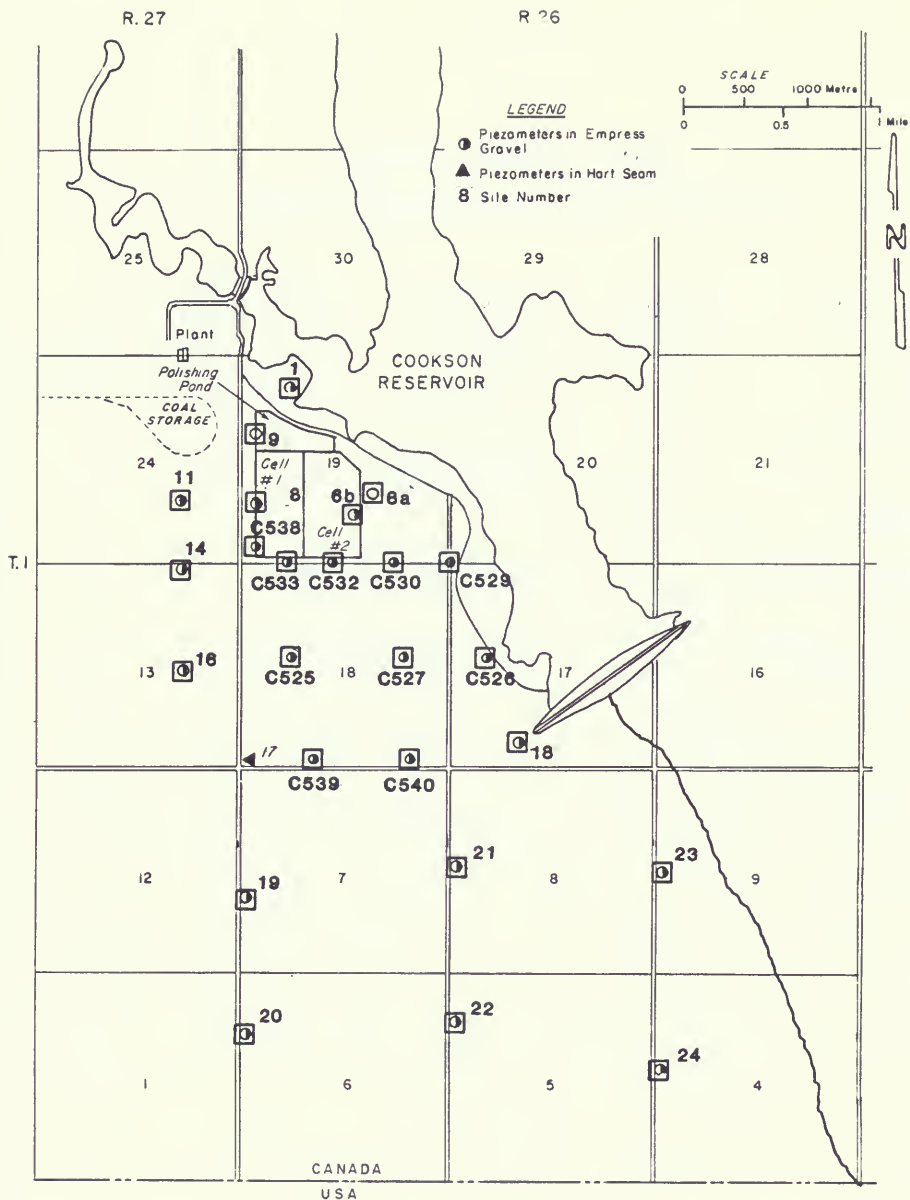 R. 27
R 26
SCALE
0 500 1000 Metre
0 0.5 1 Mile
LEGEND
Piezometers in Empress
Gravel
Piezometers in Hart Seam
8 Site Number
N
25
30
29
28
Plant
Polishing
Pond
COOKSON
RESERVOIR
1
COAL
STORAGE
9
24
Cell
#1
19
20
21
11
8
6b
6a
C538
Cell
#2
T. I
14
C533
C532
C530
C529
13
16
C525
18
C527
C526
17
16
18
17
C539
C540
12
19
7
21
8
23
9
20
22
24
1
6
5
4
CANADA
USA